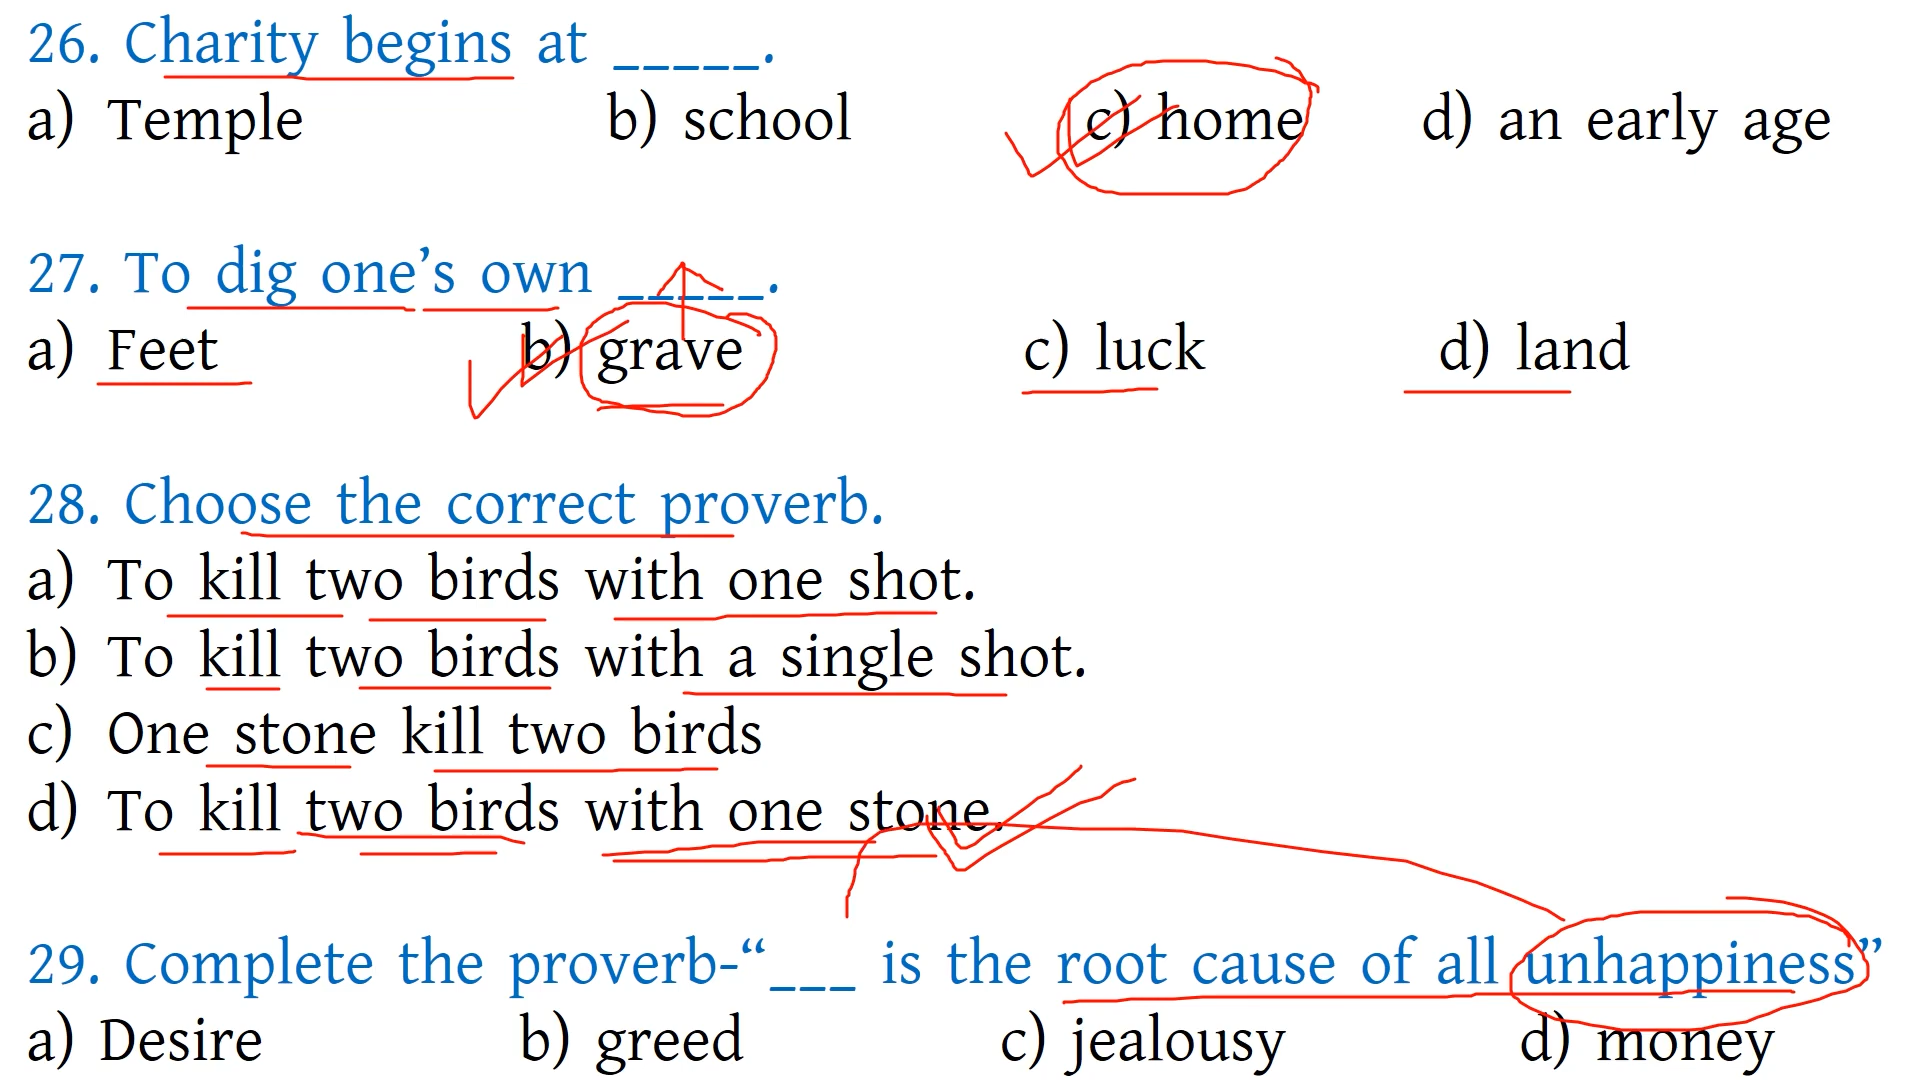 26. Charity begins at _____.
a) Temple b) school c) home d) an early age
27. To dig one’s own _____.
a) Feet b) grave c) luck d) land
28. Choose the correct proverb.
a) To kill two birds with one shot.
b) To kill two birds with a single shot.
c) One stone kill two birds
d) To kill two birds with one stone.
29. Complete the proverb-“___ is the root cause of all unhappiness”
a) Desire b) greed c) jealousy d) money